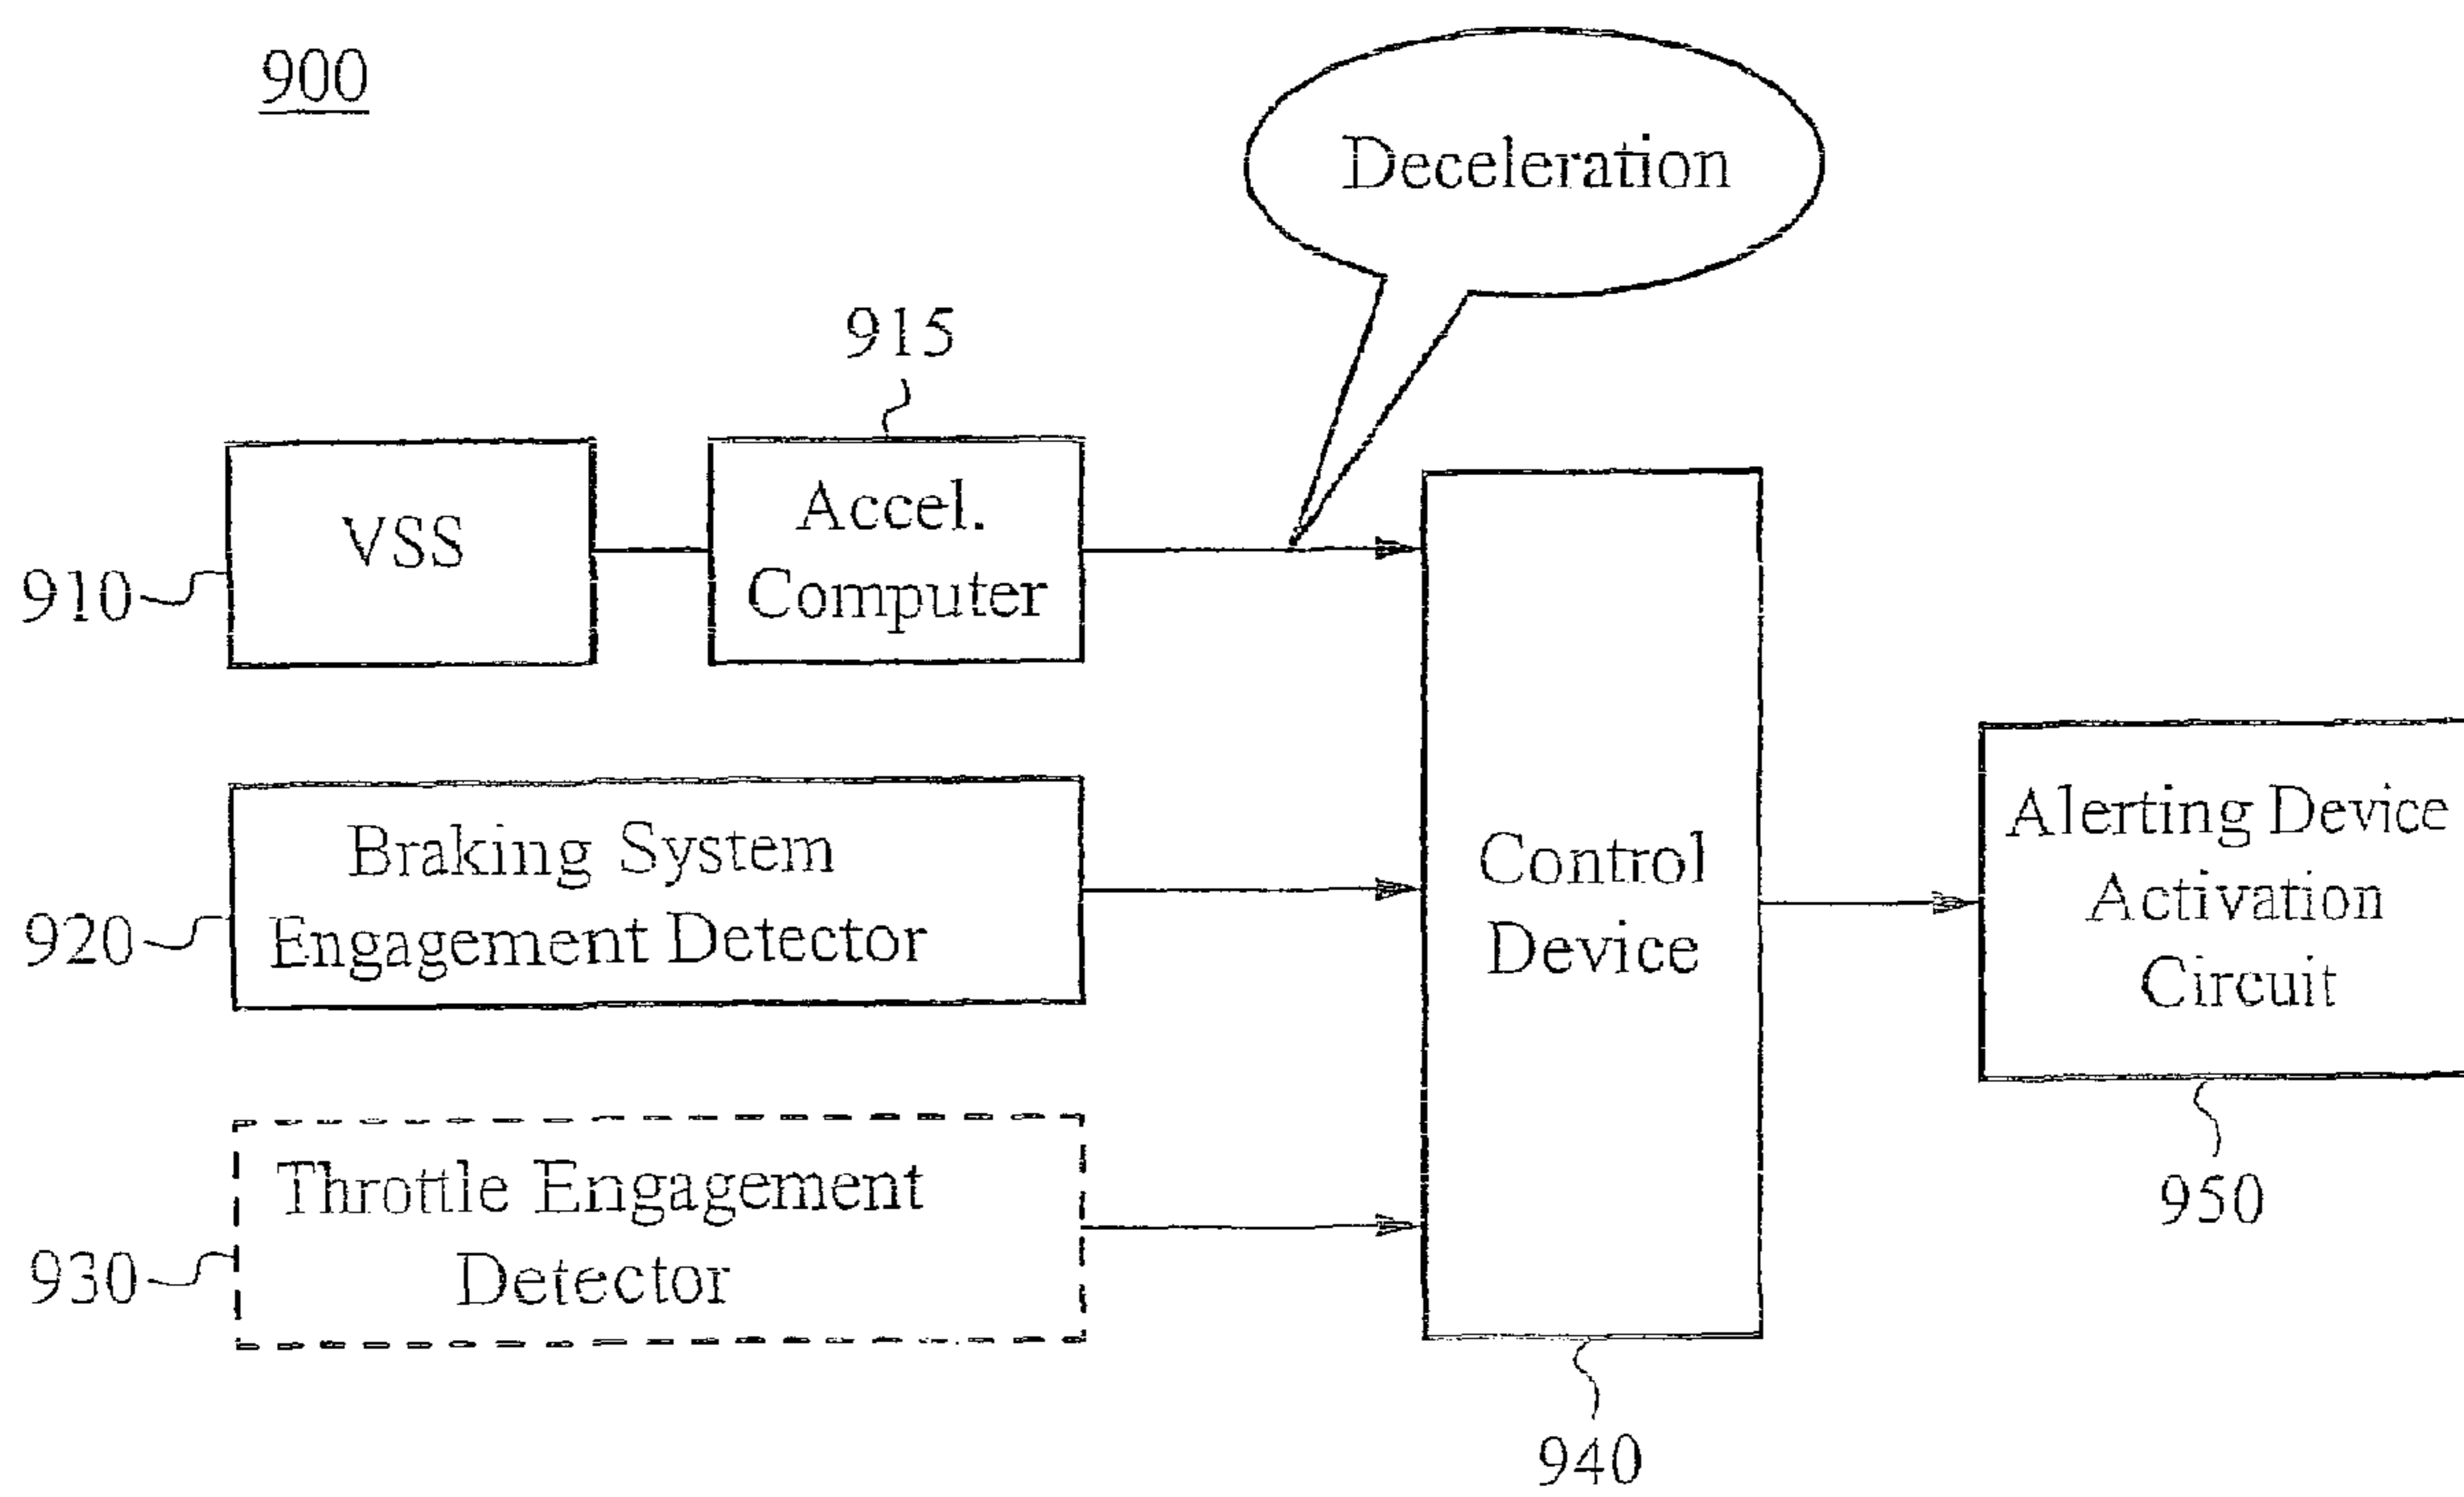 900
Deceleration
915
VSS
Accel.
Computer
910
Braking System
Engagement Detector
920
Control
Device
Alerting Device
Activation
Circuit
Throttle Engagement
Detector
930
950
940